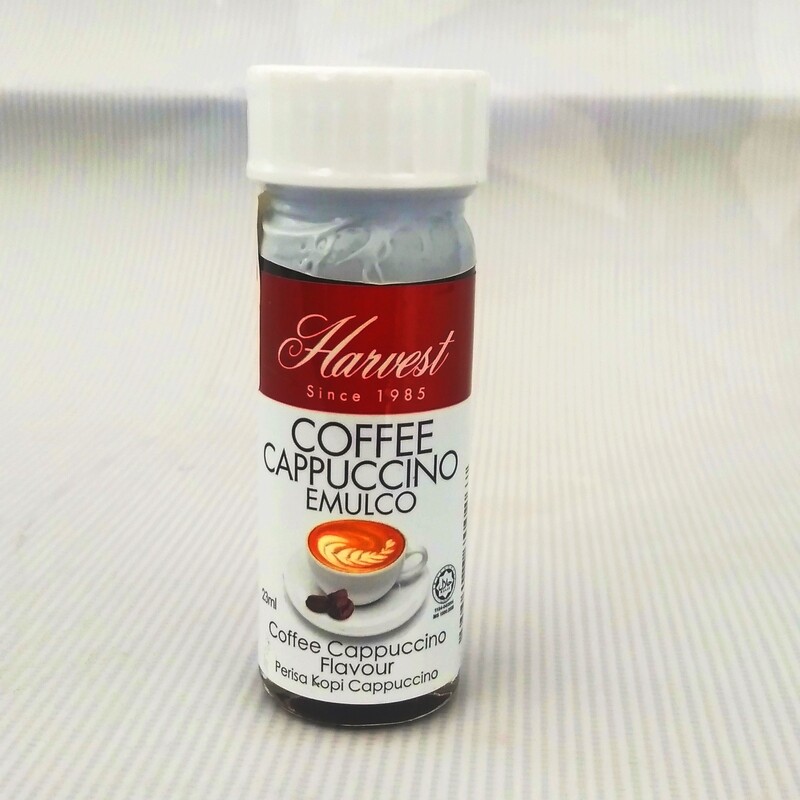 Harvest
Since 1985
COFFEE
CAPPUCCINO
EMULCO
23ml
Coffee Cappuccino
Flavour
Perisa Kopi Cappuccino